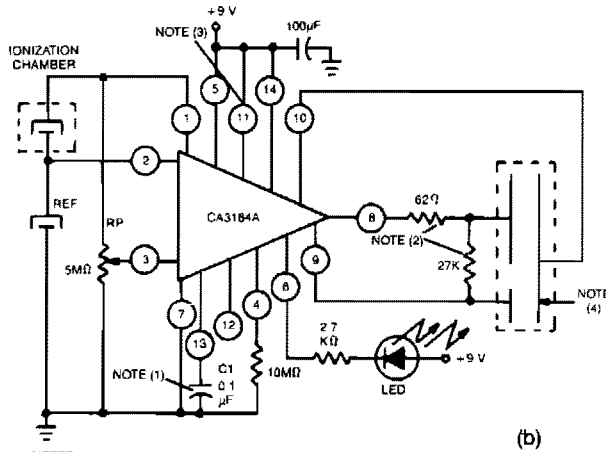 +9 V
NOTE (3)
100μF
IONIZATION
CHAMBER
5
14
1
11
10
2
REF
RP
CA3164A
8
62Ω
NOTE (2)
27K
5MΩ
3
9
NOTE
(4)
7
13
12
4
6
NOTE (1)
C1
0.1
μF
10MΩ
2.7
KΩ
+9 V
LED
(b)